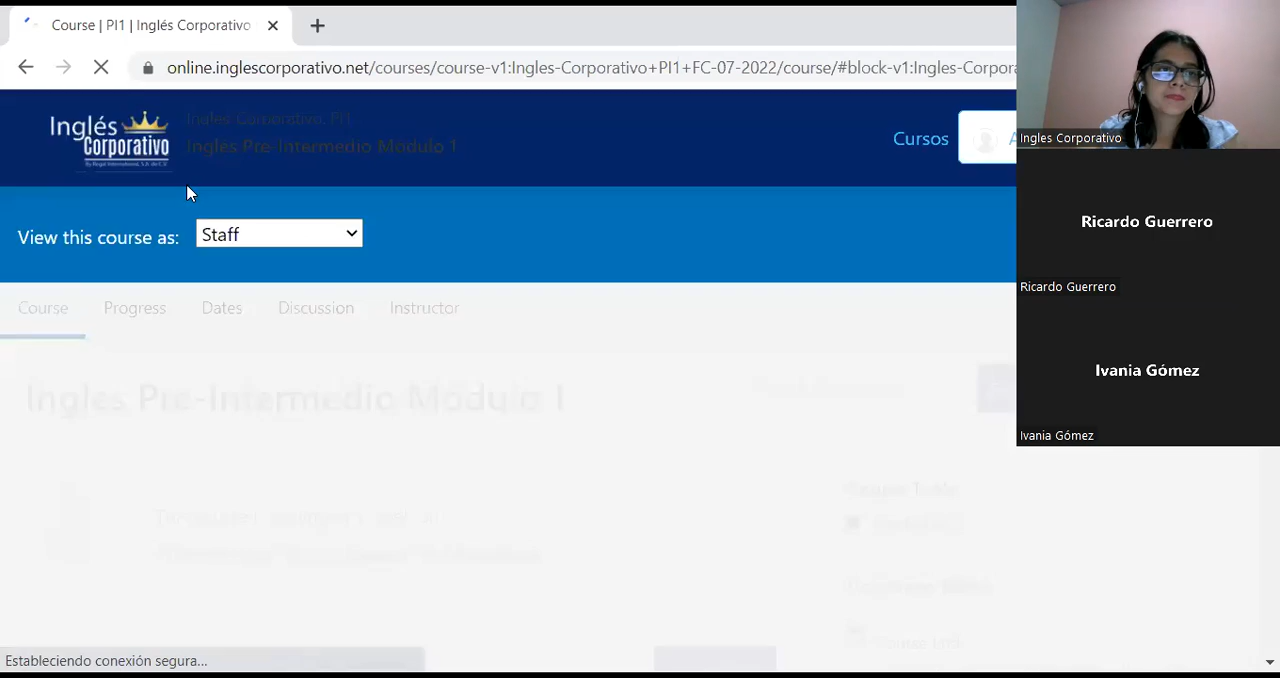 Course | PI1 | Inglés Corporativo
online.inglescorporativo.net/courses/course-v1:Ingles-Corporativo+PI1+FC-07-2022/course/#block-v1:Ingles-Corpora
Inglés
Corporativo
Ingles-Corporativo, PI1
Ingles Pre-Intermedio Modulo 1
Cursos
View this course as:
Staff
Course
Progress
Dates
Discussion
Instructor
Ingles Pre-Intermedio Modulo 1
Estableciendo conexión segura...
Ingles Corporativo
Ricardo Guerrero
Ricardo Guerrero
Ivania Gómez
Ivania Gómez